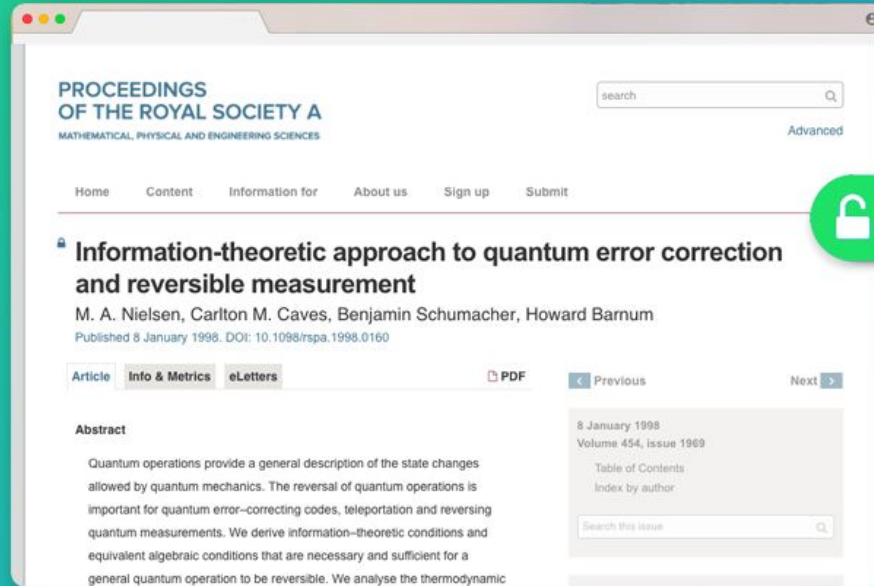 PROCEEDINGS
OF THE ROYAL SOCIETY A
MATHEMATICAL, PHYSICAL AND ENGINEERING SCIENCES
search
Advanced
Home Content Information for About us Sign up Submit
Information-theoretic approach to quantum error correction
and reversible measurement
M. A. Nielsen, Carlton M. Caves, Benjamin Schumacher, Howard Barnum
Published 8 January 1998. DOI: 10.1098/rspa.1998.0160
Article Info & Metrics eLetters PDF
Previous Next
Abstract
Quantum operations provide a general description of the state changes
allowed by quantum mechanics. The reversal of quantum operations is
important for quantum error–correcting codes, teleportation and reversing
quantum measurements. We derive information–theoretic conditions and
equivalent algebraic conditions that are necessary and sufficient for a
general quantum operation to be reversible. We analyse the thermodynamic
8 January 1998
Volume 454, issue 1969
Table of Contents
Index by author
Search this issue